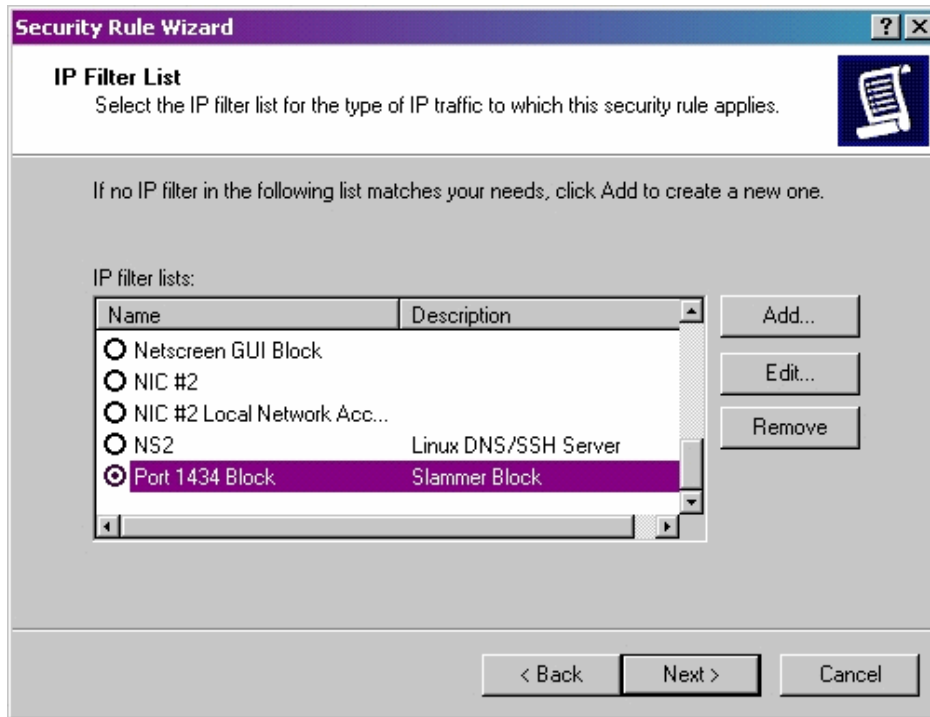 Security Rule Wizard
IP Filter List
Select the IP filter list for the type of IP traffic to which this security rule applies.
If no IP filter in the following list matches your needs, click Add to create a new one.
IP filter lists:
Name Description
Netscreen GUI Block
NIC #2
NIC #2 Local Network Acc...
NS2 Linux DNS/SSH Server
Port 1434 Block Slammer Block
Add...
Edit...
Remove
< Back Next > Cancel